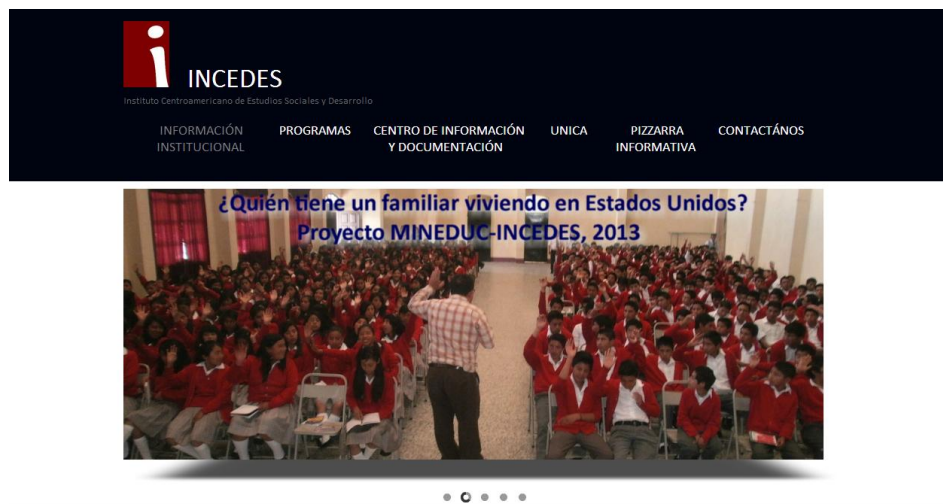 i
INCEDES
Instituto Centroamericano de Estudios Sociales y Desarrollo
INFORMACIÓN INSTITUCIONAL
PROGRAMAS
CENTRO DE INFORMACIÓN Y DOCUMENTACIÓN
UNICA
PIZZARRA INFORMATIVA
CONTACTÁNOS
¿Quién tiene un familiar viviendo en Estados Unidos?
Proyecto MINEDUC-INCEDES, 2013